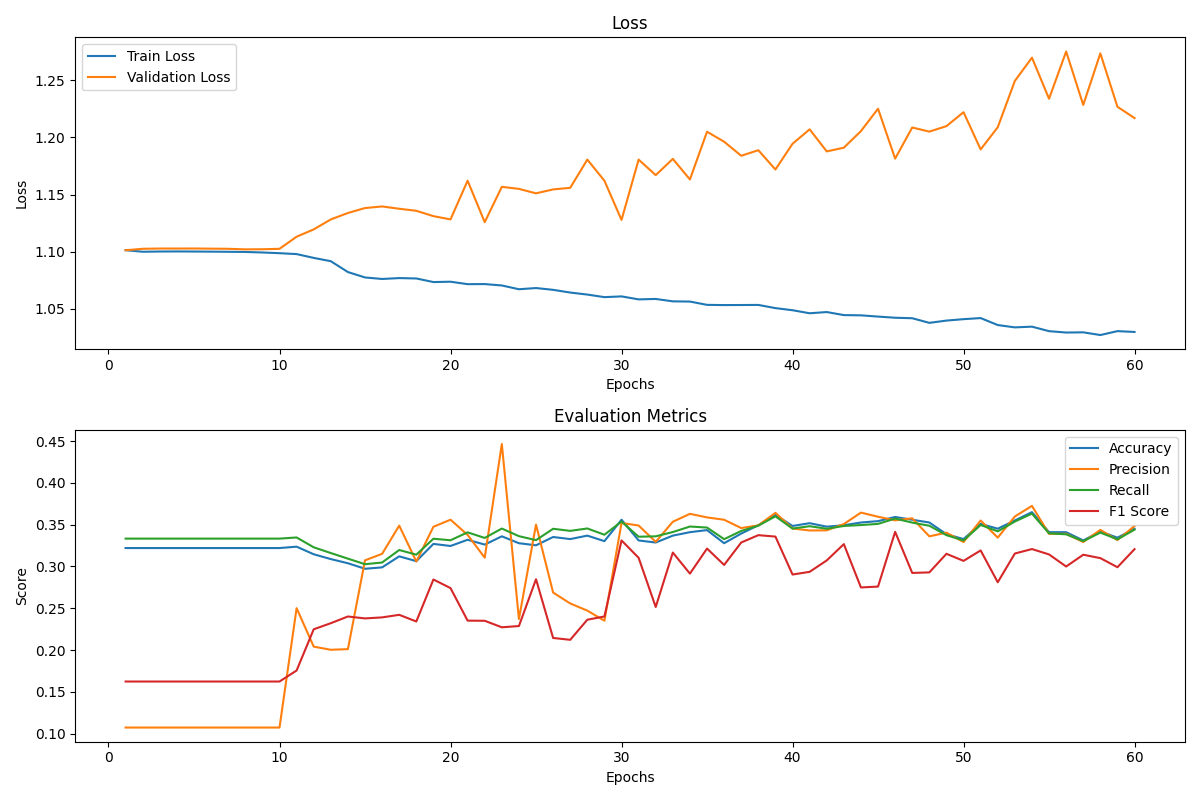 Loss
Train Loss
Validation Loss
1.25
1.20
1.15
1.10
1.05
Loss
0 10 20 30 40 50 60
Epochs
Evaluation Metrics
Accuracy
Precision
Recall
F1 Score
0.45
0.40
0.35
0.30
0.25
0.20
0.15
0.10
Score
0 10 20 30 40 50 60
Epochs